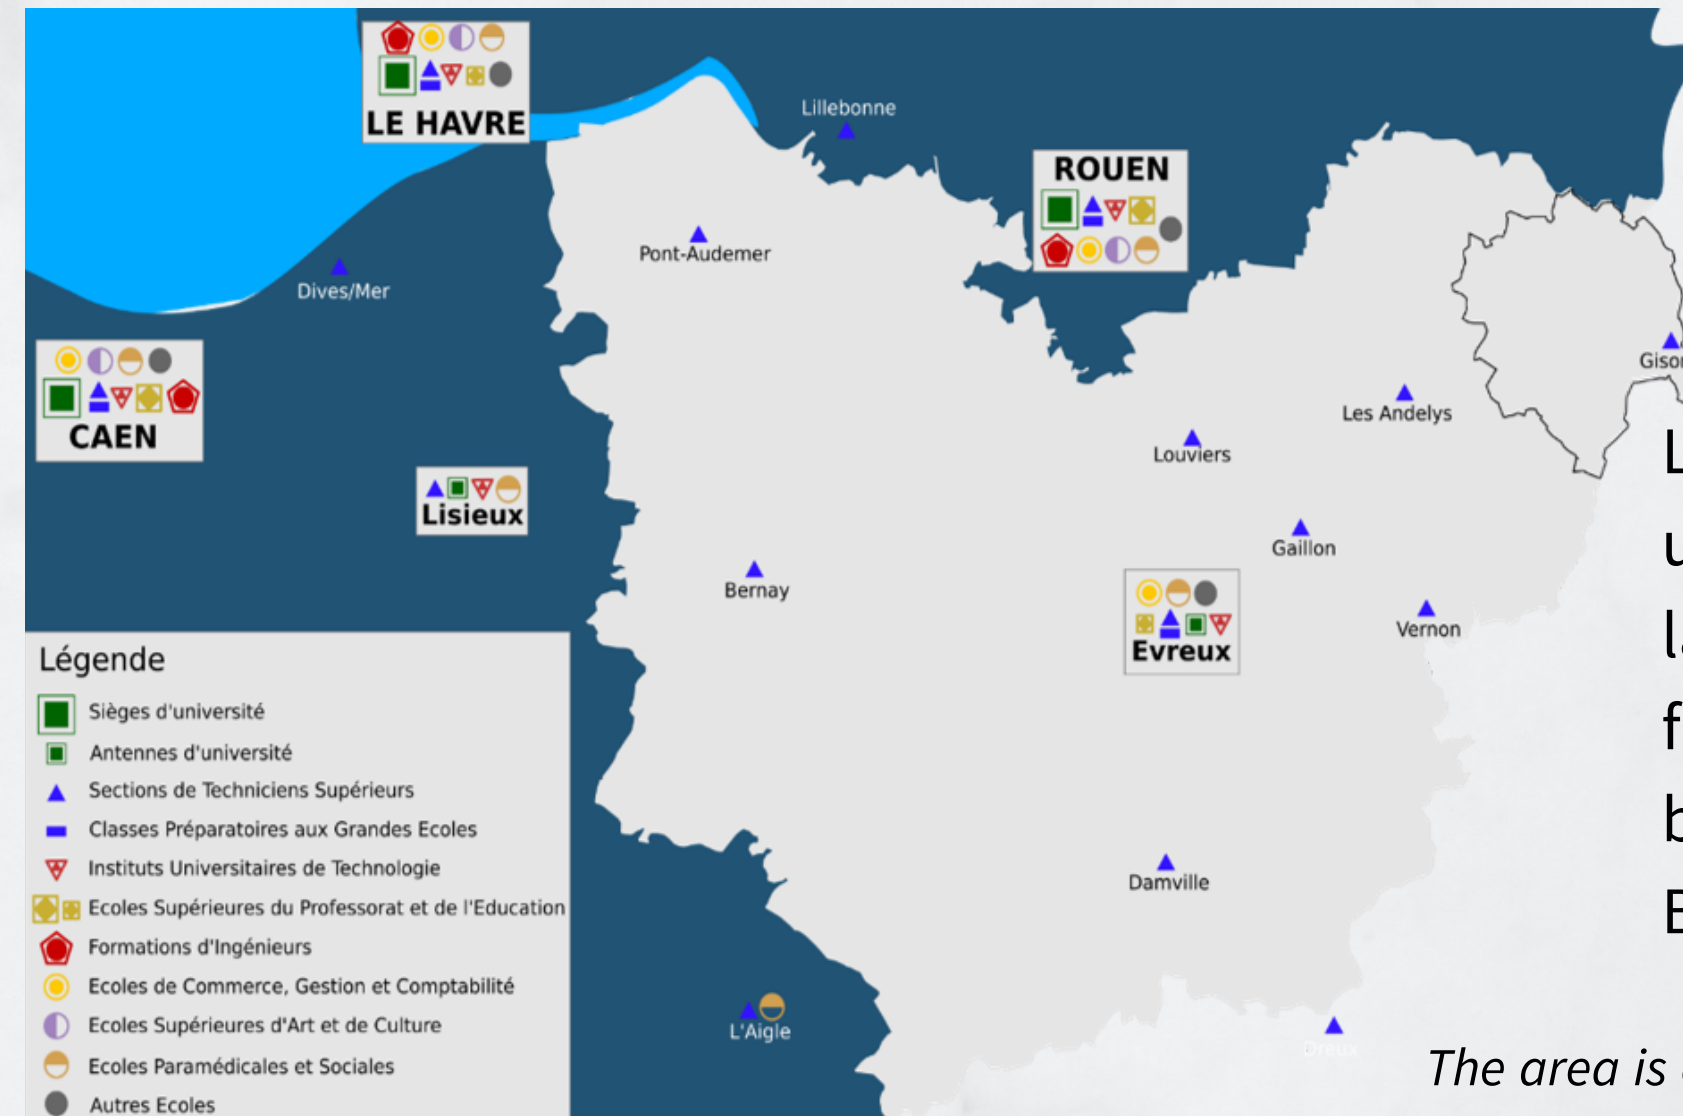 LE HAVRE
Lillebonne
ROUEN
Pont-Audemer
Dives/Mer
CAEN
Les Andelys
Louviers
Lisieux
Gaillon
Bernay
Evreux
Vernon
Légende
Sièges d'université
Antennes d'université
Sections de Techniciens Supérieurs
Classes Préparatoires aux Grandes Ecoles
Instituts Universitaires de Technologie
Ecoles Supérieures du Professorat et de l'Education
Formations d'Ingénieurs
Ecoles de Commerce, Gestion et Comptabilité
Ecoles Supérieures d'Art et de Culture
Ecoles Paramédicales et Sociales
Autres Ecoles
Damville
L'Aigle
Dreux
The area is